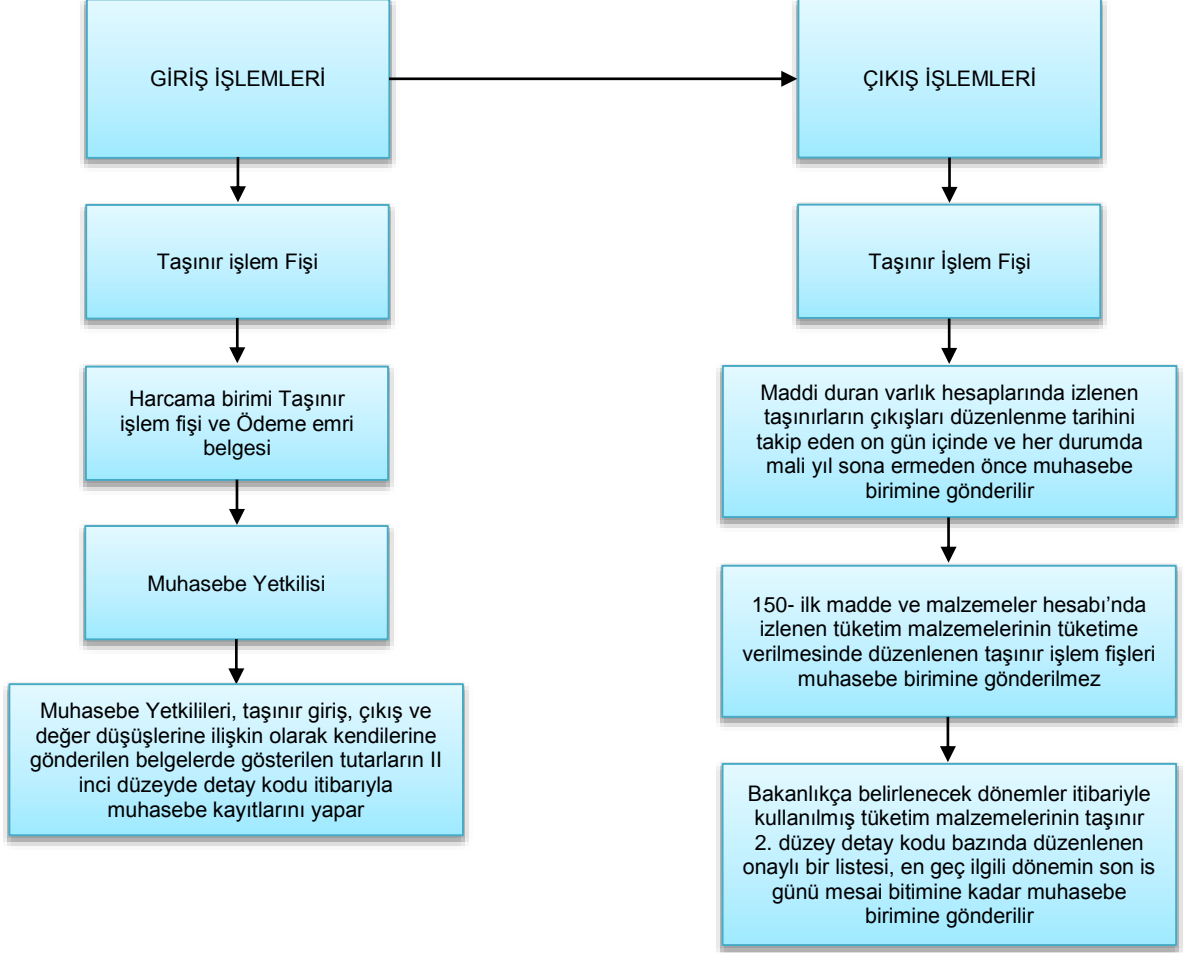 GİRİŞ İŞLEMLERİ
Taşınır işlem Fişi
Harcama birimi Taşınır
işlem fişi ve Ödeme emri
belgesi
Muhasebe Yetkilisi
Muhasebe Yetkilileri, taşınır giriş, çıkış ve
değer düşüşlerine ilişkin olarak kendilerine
gönderilen belgelerde gösterilen tutarların II
inci düzeyde detay kodu itibarıyla
muhasebe kayıtlarını yapar
ÇIKIŞ İŞLEMLERİ
Taşınır İşlem Fişi
Maddi duran varlık hesaplarında izlenen
taşınırların çıkışları düzenlenme tarihini
takip eden on gün içinde ve her durumda
mali yıl sona ermeden önce muhasebe
birimine gönderilir
150- ilk madde ve malzemeler hesabı’nda
izlenen tüketim malzemelerinin tüketime
verilmesinde düzenlenen taşınır işlem fişleri
muhasebe birimine gönderilmez
Bakanlıkça belirlenecek dönemler itibariyle
kullanılmış tüketim malzemelerinin taşınır
2. düzey detay kodu bazında düzenlenen
onaylı bir listesi, en geç ilgili dönemin son is
günü mesai bitimine kadar muhasebe
birimine gönderilir